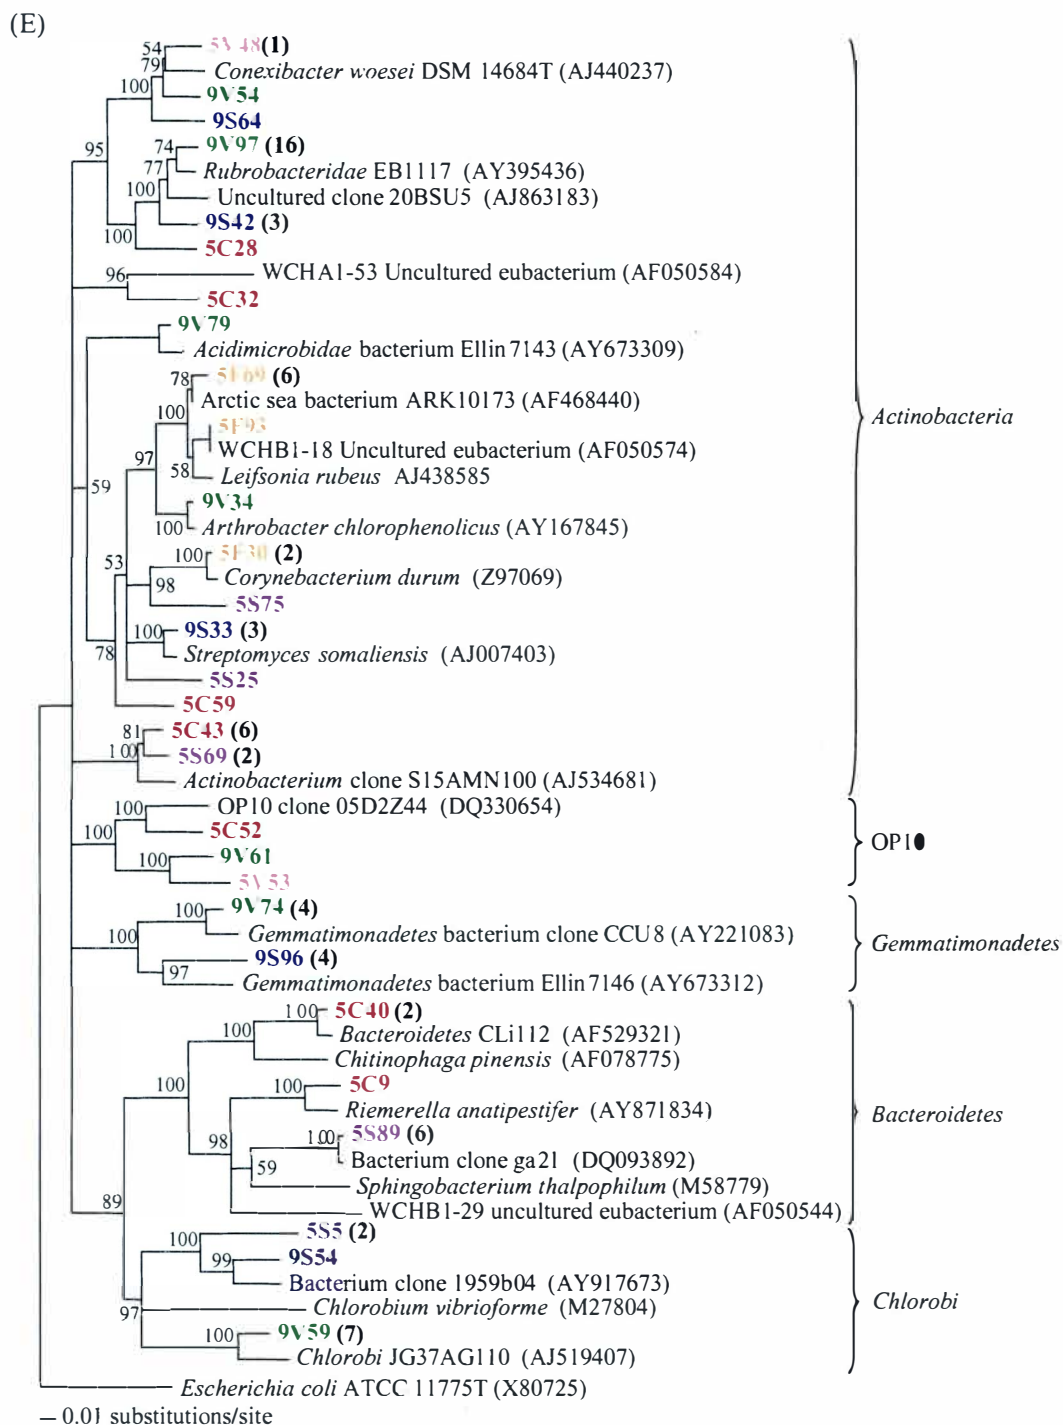 (E)
54
5V48 (1)
79
Conexibacter woesei DSM 14684T (AJ440237)
100
9V54
9S64
95
74
9V97 (16)
77
Rubrobacteridae EB1117 (AY395436)
100
Uncultured clone 20BSU5 (AJ863183)
9S42 (3)
100
5C28
96
WCHA1-53 Uncultured eubacterium (AF050584)
5C32
9V79
Acidimicrobidae bacterium Ellin7143 (AY673309)
78
5F69 (6)
Arctic sea bacterium ARK10173 (AF468440)
100
5F93
Actinobacteria
WCHB1-18 Uncultured eubacterium (AF050574)
97
58
Leifsonia rubeus AJ438585
59
9V34
100
Arthrobacter chlorophenolicus (AY167845)
100
5F30 (2)
53
Corynebacterium durum (Z97069)
98
5S75
100
9S33 (3)
78
Streptomyces somaliensis (AJ007403)
5S25
5C59
81
5C43 (6)
100
5S69 (2)
Actinobacterium clone S15AMN100 (AJ534681)
100
OP10 clone 05D2Z44 (DQ330654)
100
5C52
OP10
100
9V61
5V53
100
9V74 (4)
100
Gemmatimonadetes bacterium clone CCU8 (AY221083)
Gemmatimonadetes
9S96 (4)
97
Gemmatimonadetes bacterium Ellin7146 (AY673312)
100
5C40 (2)
100
Bacteroidetes CLi112 (AF529321)
Chitinophaga pinensis (AF078775)
100
100
5C9
Riemerella anatipestifer (AY871834)
Bacteroidetes
98
100
5S89 (6)
59
Bacterium clone ga21 (DQ093892)
Sphingobacterium thalpophilum (M58779)
89
WCHB1-29 uncultured eubacterium (AF050544)
100
5S5 (2)
99
9S54
Bacterium clone 1959b04 (AY917673)
97
Chlorobium vibrioforme (M27804)
Chlorobi
100
9V59 (7)
Chlorobi JG37AG110 (AJ519407)
Escherichia coli ATCC 11775T (X80725)
0.01 substitutions/site